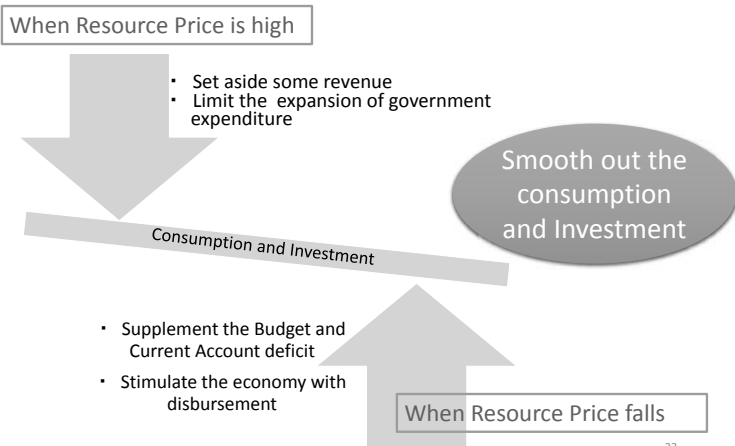 When Resource Price is high
・ Set aside some revenue
・ Limit the expansion of government
expenditure
Smooth out the
consumption
and Investment
Consumption and Investment
・ Supplement the Budget and
Current Account deficit
・ Stimulate the economy with
disbursement
When Resource Price falls